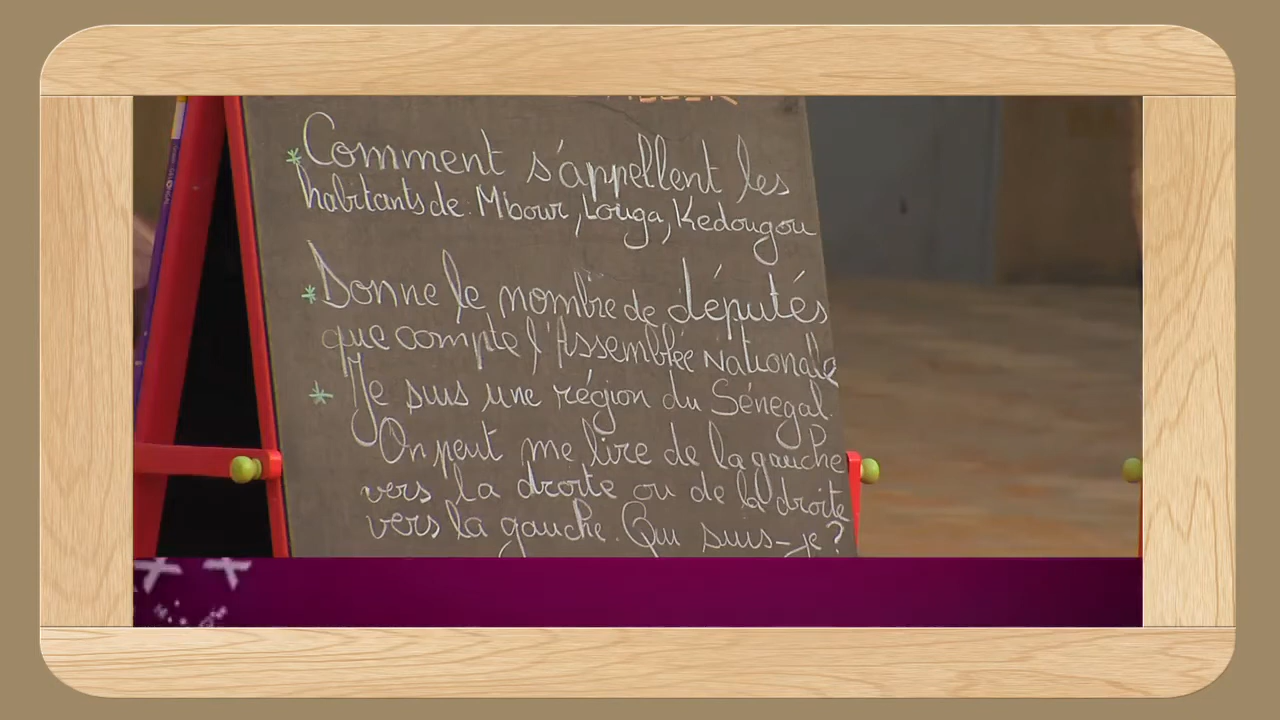 * Comment s'appellent les
habitants de : M'bour, Louga, Kedougou
* Donne le nombre de députés
que compte l'Assemblée Nationale
* Je suis une région du Sénégal.
On peut me lire de la gauche
vers la droite ou de la droite
vers la gauche. Qui suis-je ?